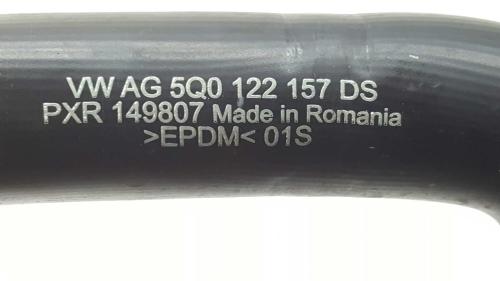 VW AG 5Q0 122 157 DS
PXR 149807 Made in Romania
>EPDM< 01S